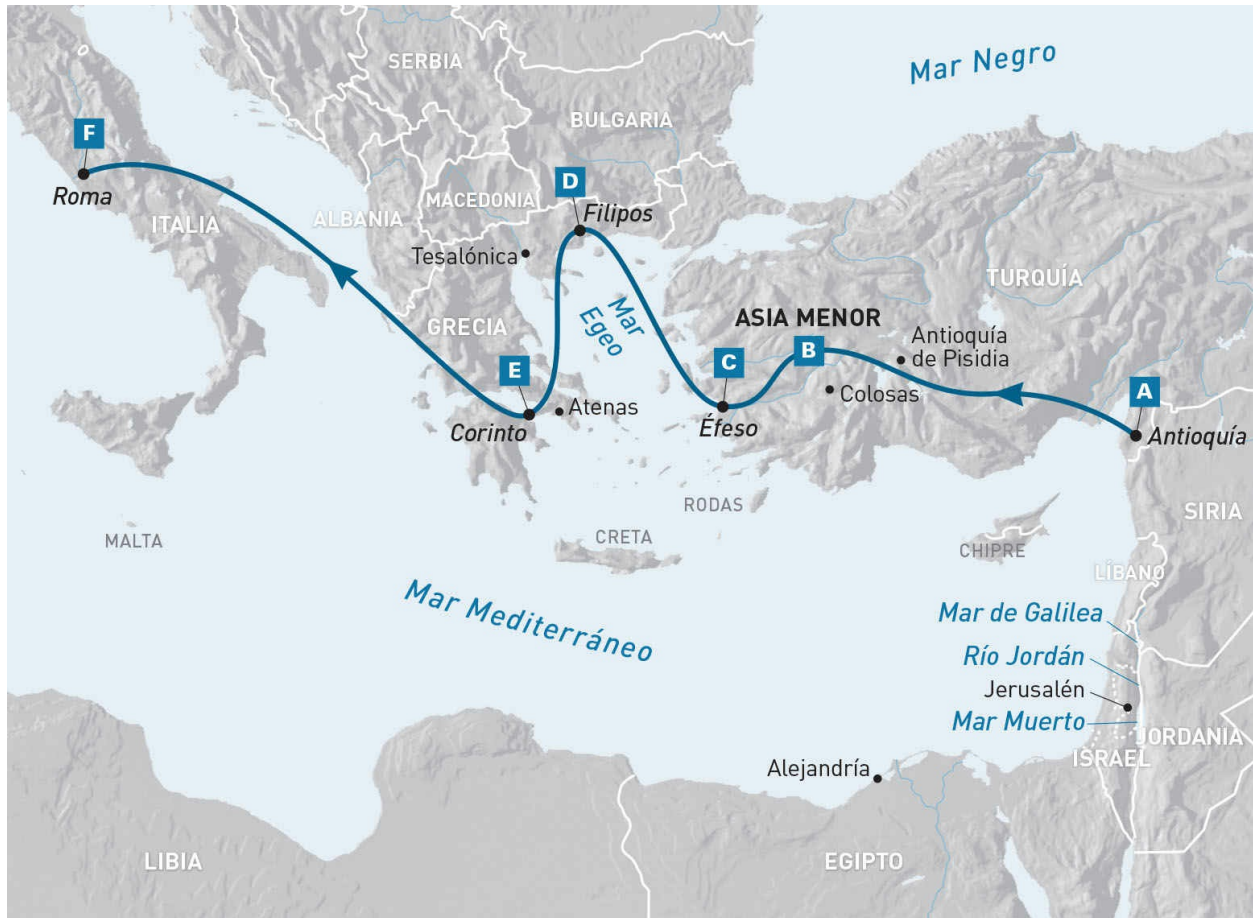 Mar Negro
SERBIA
BULGARIA
F
Roma
ITALIA
ALBANIA
MACEDONIA
D
Filipos
Tesalónica
GRECIA
Mar
Egeo
TURQUÍA
ASIA MENOR
B
Antioquía
de Pisidia
Colosas
C
Éfeso
E
Corinto
Atenas
A
Antioquía
SIRIA
RODAS
CRETA
MALTA
CHIPRE
LÍBANO
Mar Mediterráneo
Mar de Galilea
Río Jordán
Jerusalén
Mar Muerto
JORDANIA
ISRAEL
Alejandría
LIBIA
EGIPTO